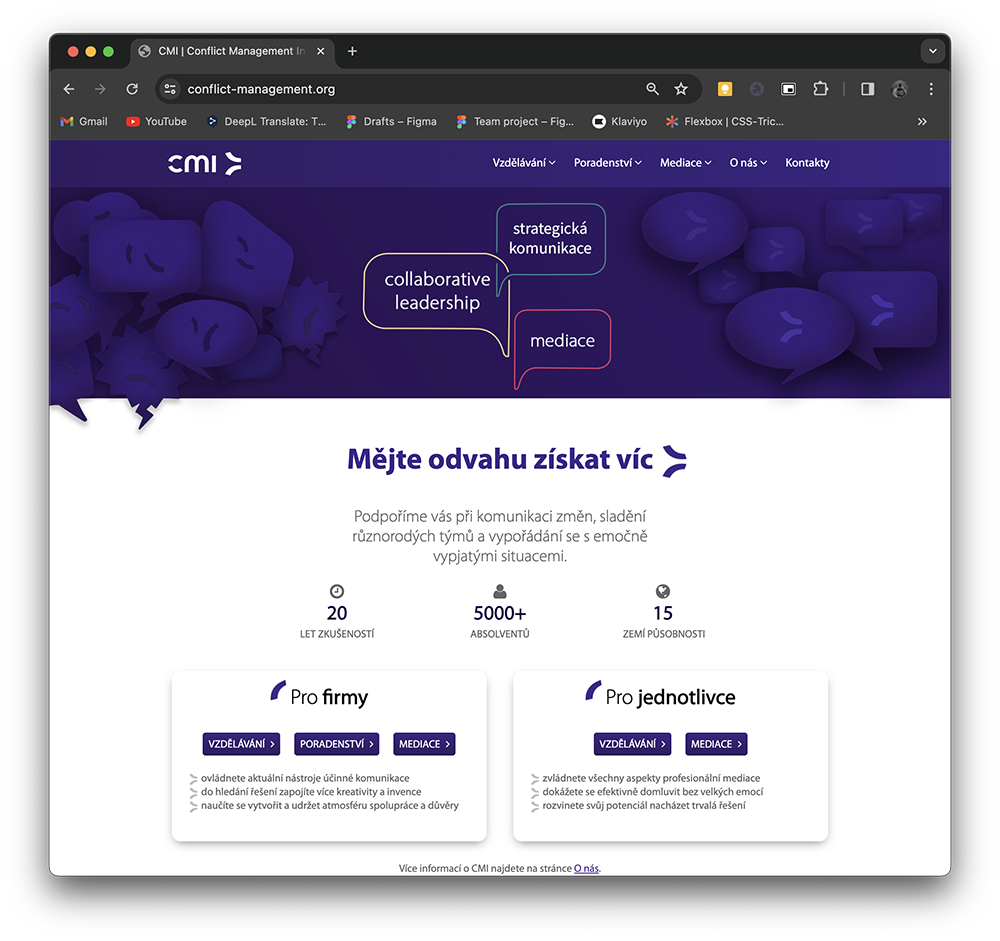 CMI | Conflict Management In
conflict-management.org
Gmail
YouTube
DeepL Translate: T...
Drafts – Figma
Team project – Fig...
Klaviyo
Flexbox | CSS-Tric...
cmi
Vzdělávání
Poradenství
Mediace
O nás
Kontakty
strategická
komunikace
collaborative
leadership
mediace
Mějte odvahu získat víc
Podpoříme vás při komunikaci změn, sladění
různorodých týmů a vypořádání se s emočně
vypjatými situacemi.
20
LET ZKUŠENOSTÍ
5000+
ABSOLVENTŮ
15
ZEMÍ PŮSOBNOSTI
Pro firmy
VZDĚLÁVÁNÍ
PORADENSTVÍ
MEDIACE
ovládnete aktuální nástroje účinné komunikace
do hledání řešení zapojíte více kreativity a invence
naučíte se vytvořit a udržet atmosféru spolupráce a důvěry
Pro jednotlivce
VZDĚLÁVÁNÍ
MEDIACE
zvládnete všechny aspekty profesionální mediace
dokážete se efektivně domluvit bez velkých emocí
rozvinete svůj potenciál nacházet trvalá řešení
Více informací o CMI najdete na stránce O nás.